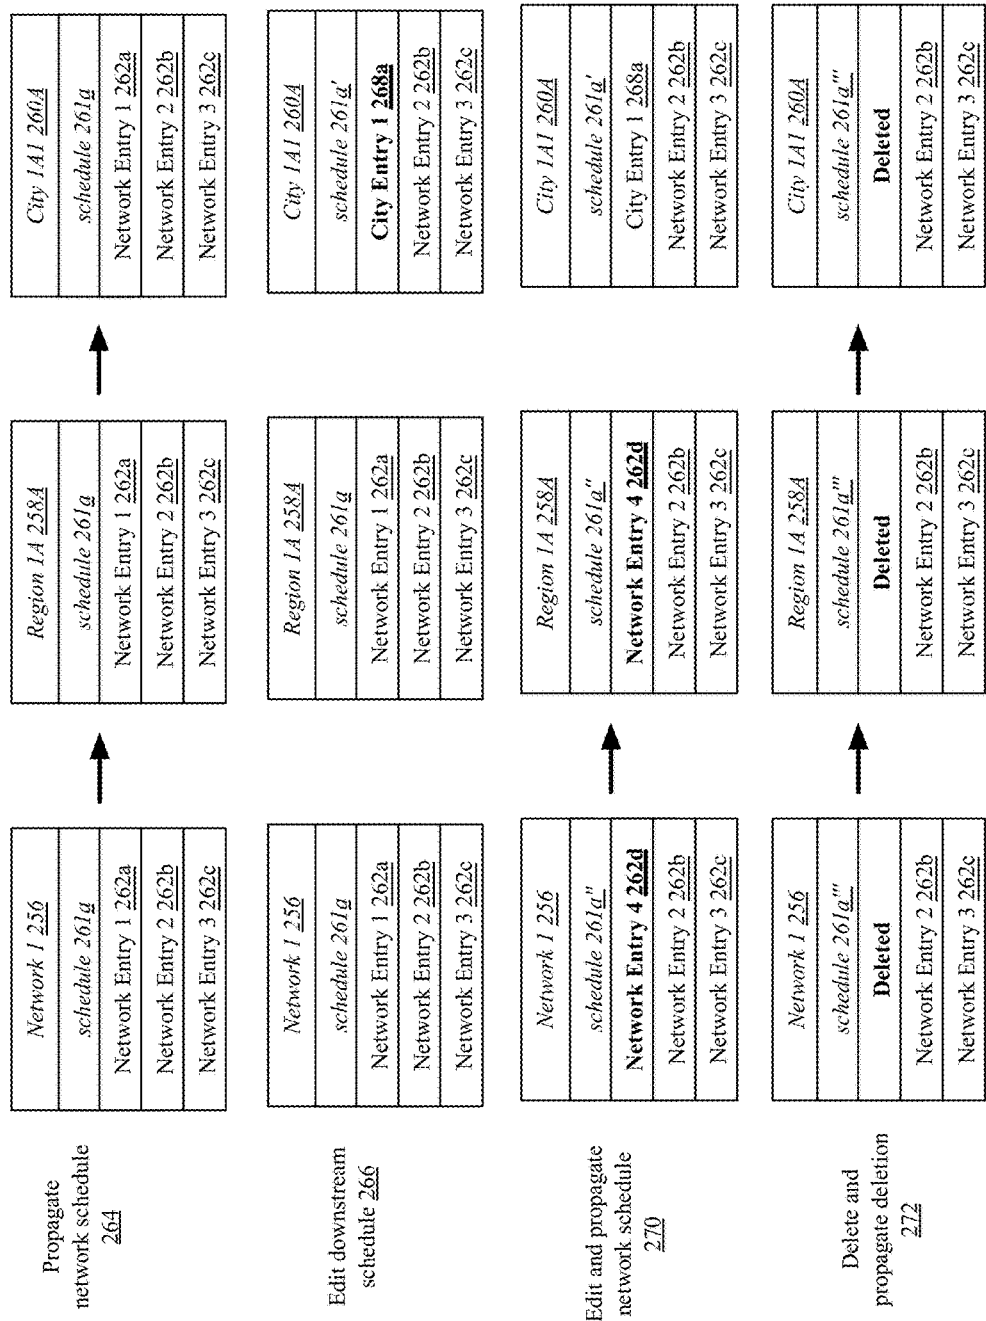 Propagate
network schedule
264
Network 1 256
schedule 261a
Network Entry 1 262a
Network Entry 2 262b
Network Entry 3 262c
Region 1A 258A
schedule 261a
Network Entry 1 262a
Network Entry 2 262b
Network Entry 3 262c
City 1A1 260A
schedule 261a
Network Entry 1 262a
Network Entry 2 262b
Network Entry 3 262c
Edit downstream
schedule 266
Network 1 256
schedule 261a
Network Entry 1 262a
Network Entry 2 262b
Network Entry 3 262c
Region 1A 258A
schedule 261a
Network Entry 1 262a
Network Entry 2 262b
Network Entry 3 262c
City 1A1 260A
schedule 261a'
City Entry 1 268a
Network Entry 2 262b
Network Entry 3 262c
Edit and propagate
network schedule
270
Network 1 256
schedule 261a"
Network Entry 4 262d
Network Entry 2 262b
Network Entry 3 262c
Region 1A 258A
schedule 261a"
Network Entry 4 262d
Network Entry 2 262b
Network Entry 3 262c
City 1A1 260A
schedule 261a'
City Entry 1 268a
Network Entry 2 262b
Network Entry 3 262c
Delete and
propagate deletion
272
Network 1 256
schedule 261a'''
Deleted
Network Entry 2 262b
Network Entry 3 262c
Region 1A 258A
schedule 261a'''
Deleted
Network Entry 2 262b
Network Entry 3 262c
City 1A1 260A
schedule 261a'''
Deleted
Network Entry 2 262b
Network Entry 3 262c